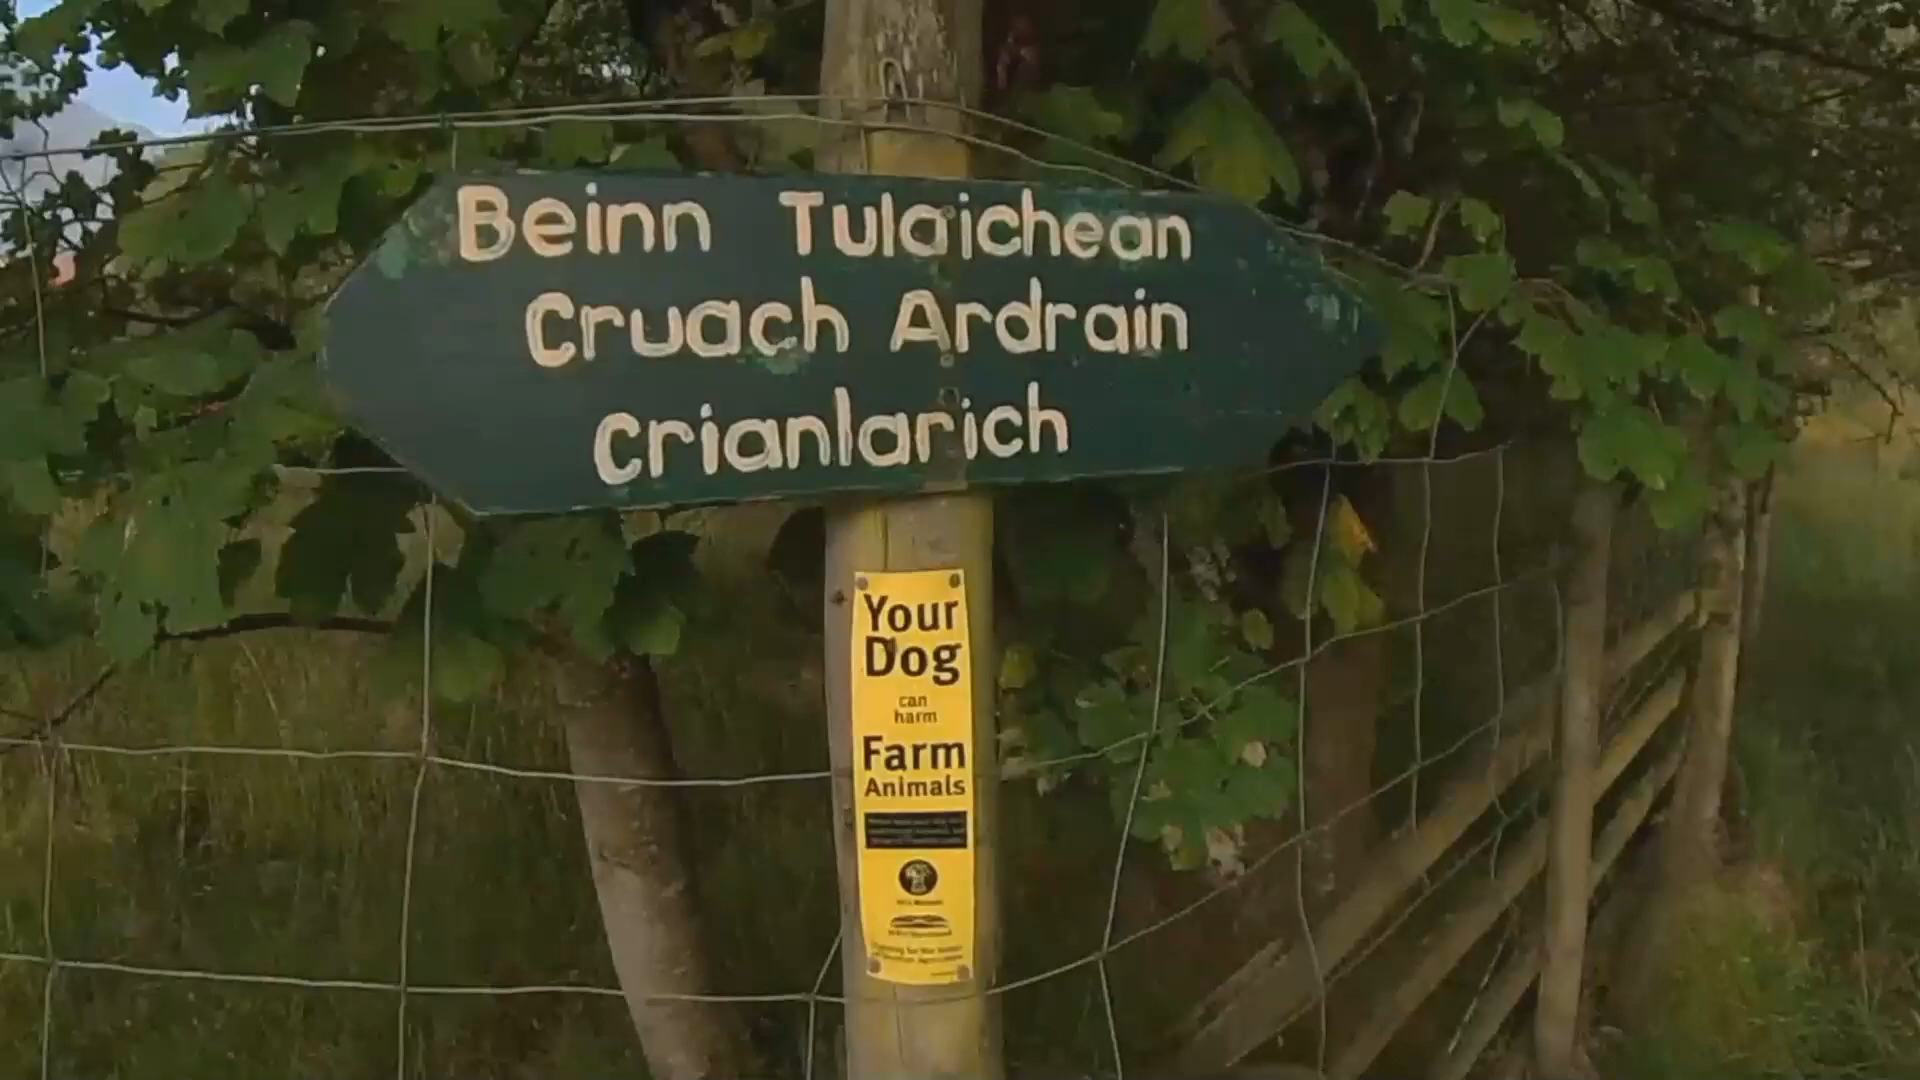 Beinn Tulaichean
Cruach Ardrain
Crianlarich
Your
Dog
can
harm
Farm
Animals